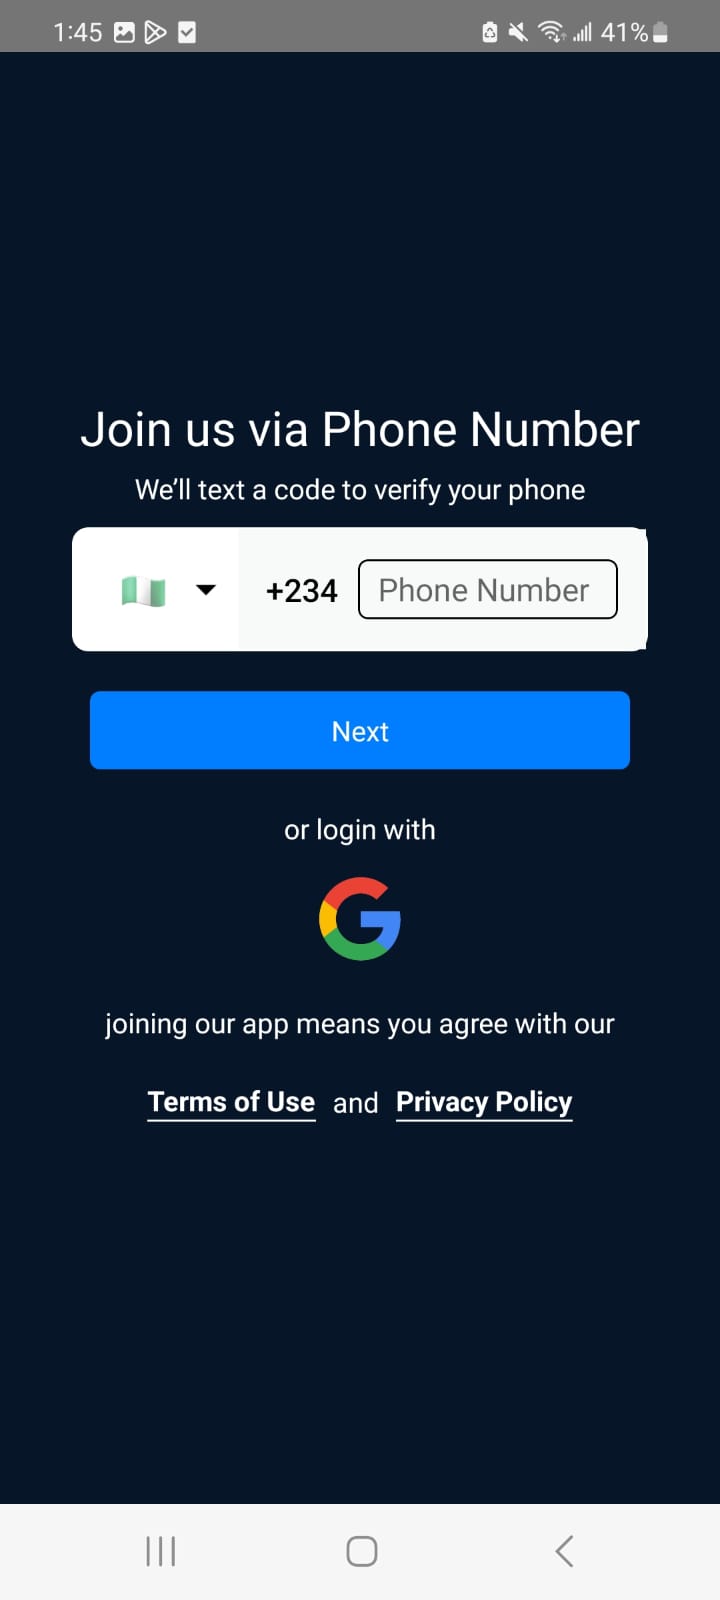 1:45 41%
Join us via Phone Number
We’ll text a code to verify your phone
+234 Phone Number
Next
or login with
joining our app means you agree with our
Terms of Use and Privacy Policy